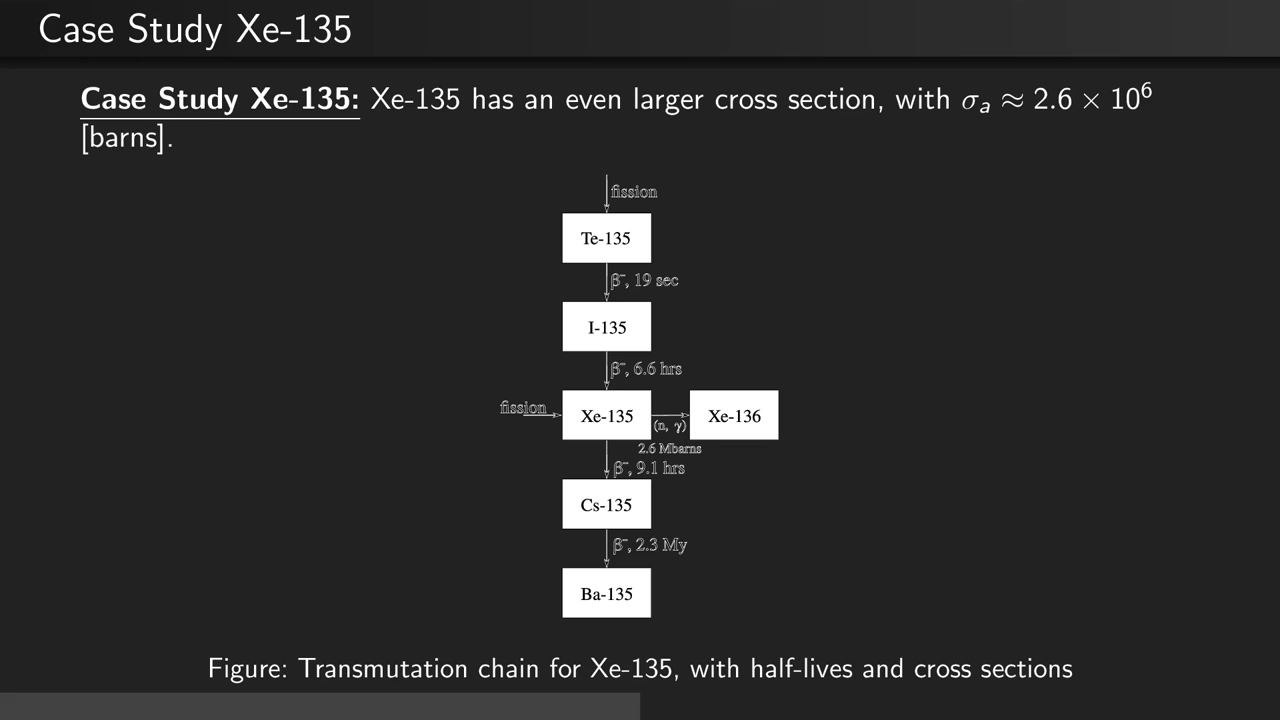 Case Study Xe-135
Case Study Xe-135: Xe-135 has an even larger cross section, with σₐ ≈ 2.6 × 10⁶
[barns].
fission
Te-135
β⁻, 19 sec
I-135
β⁻, 6.6 hrs
fission
Xe-135
(n, γ)
Xe-136
2.6 Mbarns
β⁻, 9.1 hrs
Cs-135
β⁻, 2.3 My
Ba-135
Figure: Transmutation chain for Xe-135, with half-lives and cross sections